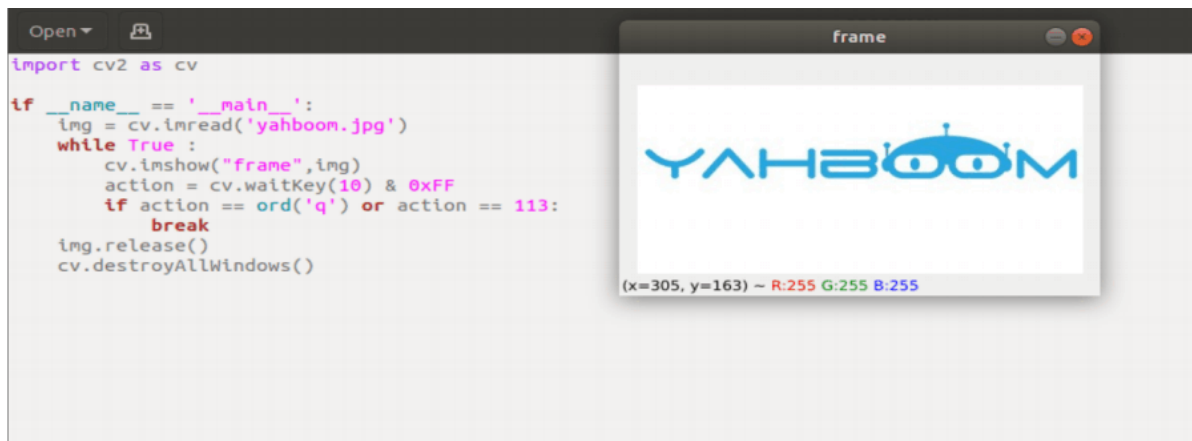 Open
import cv2 as cv
if __name__ == '__main__':
    img = cv.imread('yahboom.jpg')
    while True :
        cv.imshow("frame",img)
        action = cv.waitKey(10) & 0xFF
        if action == ord('q') or action == 113:
            break
    img.release()
    cv.destroyAllWindows()
frame
YAHBOOM
(x=305, y=163) ~ R:255 G:255 B:255